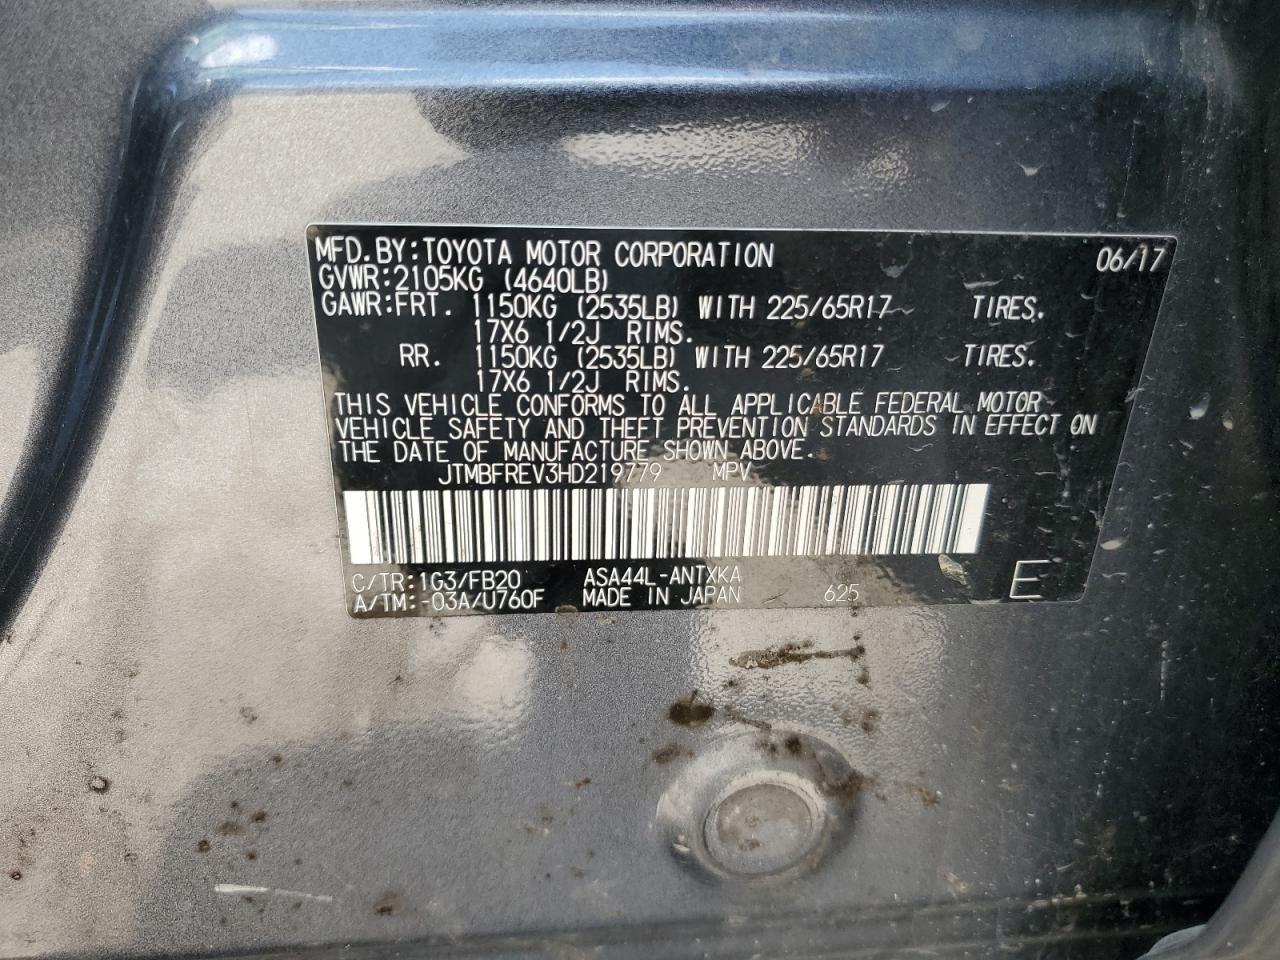 MFD.BY:TOYOTA MOTOR CORPORATION 06/17
GVWR:2105KG (4640LB)
GAWR:FRT. 1150KG (2535LB) WITH 225/65R17 TIRES.
17X6 1/2J RIMS.
RR. 1150KG (2535LB) WITH 225/65R17 TIRES.
17X6 1/2J RIMS.
THIS VEHICLE CONFORMS TO ALL APPLICABLE FEDERAL MOTOR
VEHICLE SAFETY AND THEFT PREVENTION STANDARDS IN EFFECT ON
THE DATE OF MANUFACTURE SHOWN ABOVE.
JTMBFREV3HD219779 MPV
C/TR:1G3/FB20 ASA44L-ANTXKA
A/TM:-03A/U760F MADE IN JAPAN 625 E